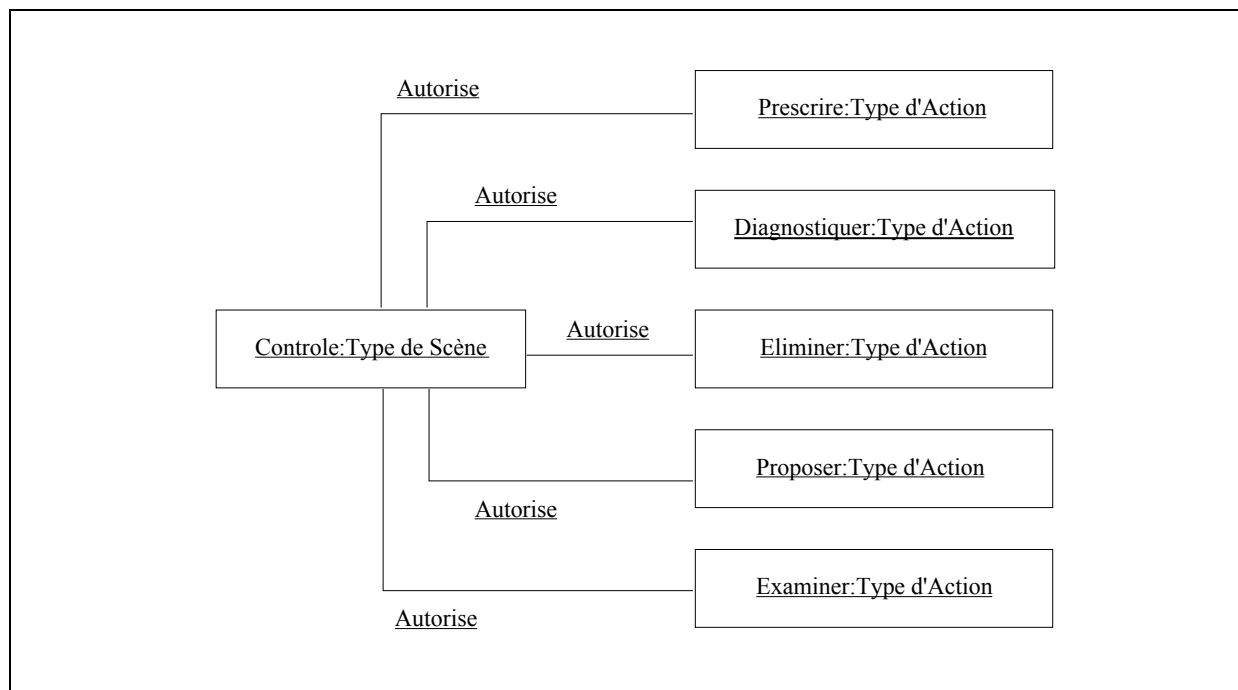 Autorise
Prescrire:Type d'Action
Autorise
Diagnostiquer:Type d'Action
Autorise
Controle:Type de Scène
Eliminer:Type d'Action
Proposer:Type d'Action
Autorise
Examiner:Type d'Action
Autorise